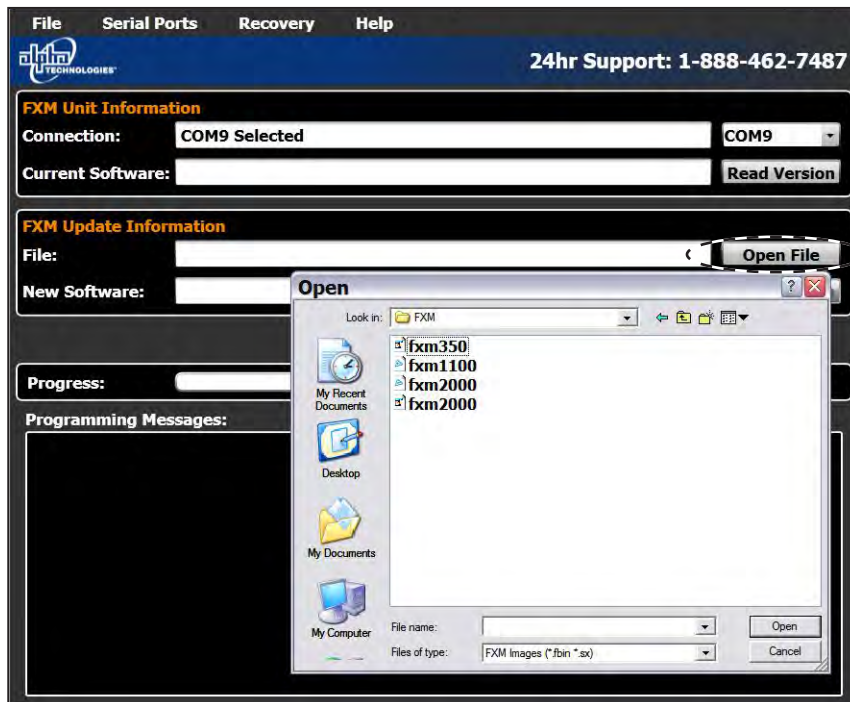 File Serial Ports Recovery Help
Alpha TECHNOLOGIES
24hr Support: 1-888-462-7487
FXM Unit Information
Connection: COM9 Selected COM9
Current Software: Read Version
FXM Update Information
File: Open File
New Software:
Open
Look in: FXM
fxm350
fxm1100
fxm2000
fxm2000
My Recent Documents
Desktop
My Documents
My Computer
File name: Open
Files of type: FXM Images (*.fbin *.sx) Cancel
Progress:
Programming Messages: